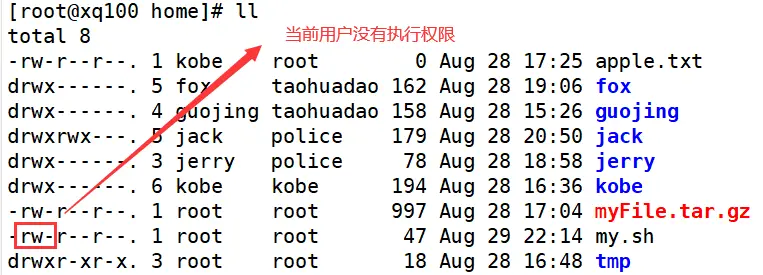 [root@xq100 home]# ll
total 8
当前用户没有执行权限
-rw-r--r--. 1 kobe root 0 Aug 28 17:25 apple.txt
drwx------. 5 fox taohuadao 162 Aug 28 19:06 fox
drwx------. 4 guojing taohuadao 158 Aug 28 15:26 guojing
drwxrwx---. 5 jack police 179 Aug 28 20:50 jack
drwx------. 3 jerry police 78 Aug 28 18:58 jerry
drwx------. 6 kobe kobe 194 Aug 28 16:36 kobe
-rw-r--r--. 1 root root 997 Aug 28 17:04 myFile.tar.gz
-rw-r--r--. 1 root root 47 Aug 29 22:14 my.sh
drwxr-xr-x. 3 root root 18 Aug 28 16:48 tmp